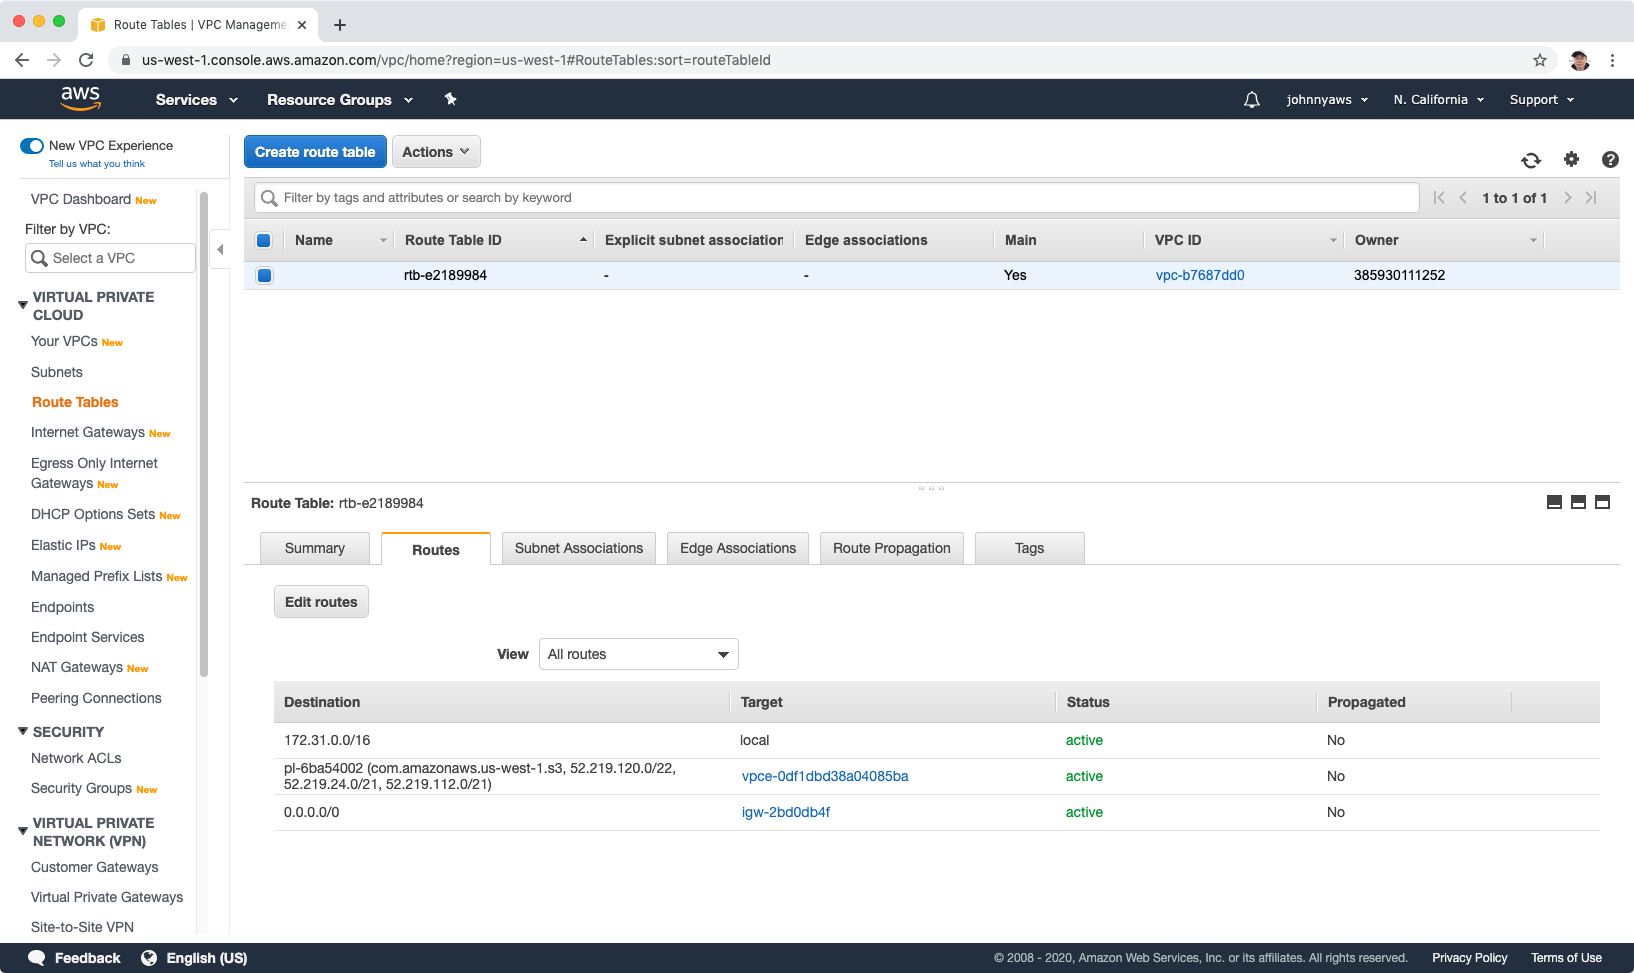 Route Tables | VPC Manageme
us-west-1.console.aws.amazon.com/vpc/home?region=us-west-1#RouteTables:sort=routeTableId
aws
Services
Resource Groups
johnnyaws
N. California
Support
New VPC Experience
Tell us what you think
VPC Dashboard New
Filter by VPC:
Select a VPC
VIRTUAL PRIVATE
CLOUD
Your VPCs New
Subnets
Route Tables
Internet Gateways New
Egress Only Internet
Gateways New
DHCP Options Sets New
Elastic IPs New
Managed Prefix Lists New
Endpoints
Endpoint Services
NAT Gateways New
Peering Connections
SECURITY
Network ACLs
Security Groups New
VIRTUAL PRIVATE
NETWORK (VPN)
Customer Gateways
Virtual Private Gateways
Site-to-Site VPN
Create route table
Actions
Filter by tags and attributes or search by keyword
1 to 1 of 1
Name Route Table ID Explicit subnet association Edge associations Main VPC ID Owner
rtb-e2189984 - - Yes vpc-b7687dd0 385930111252
Route Table: rtb-e2189984
Summary Routes Subnet Associations Edge Associations Route Propagation Tags
Edit routes
View All routes
Destination Target Status Propagated
172.31.0.0/16 local active No
pl-6ba54002 (com.amazonaws.us-west-1.s3, 52.219.120.0/22,
52.219.24.0/21, 52.219.112.0/21) vpce-0df1dbd38a04085ba active No
0.0.0.0/0 igw-2bd0db4f active No
Feedback
English (US)
© 2008 - 2020, Amazon Web Services, Inc. or its affiliates. All rights reserved.
Privacy Policy
Terms of Use